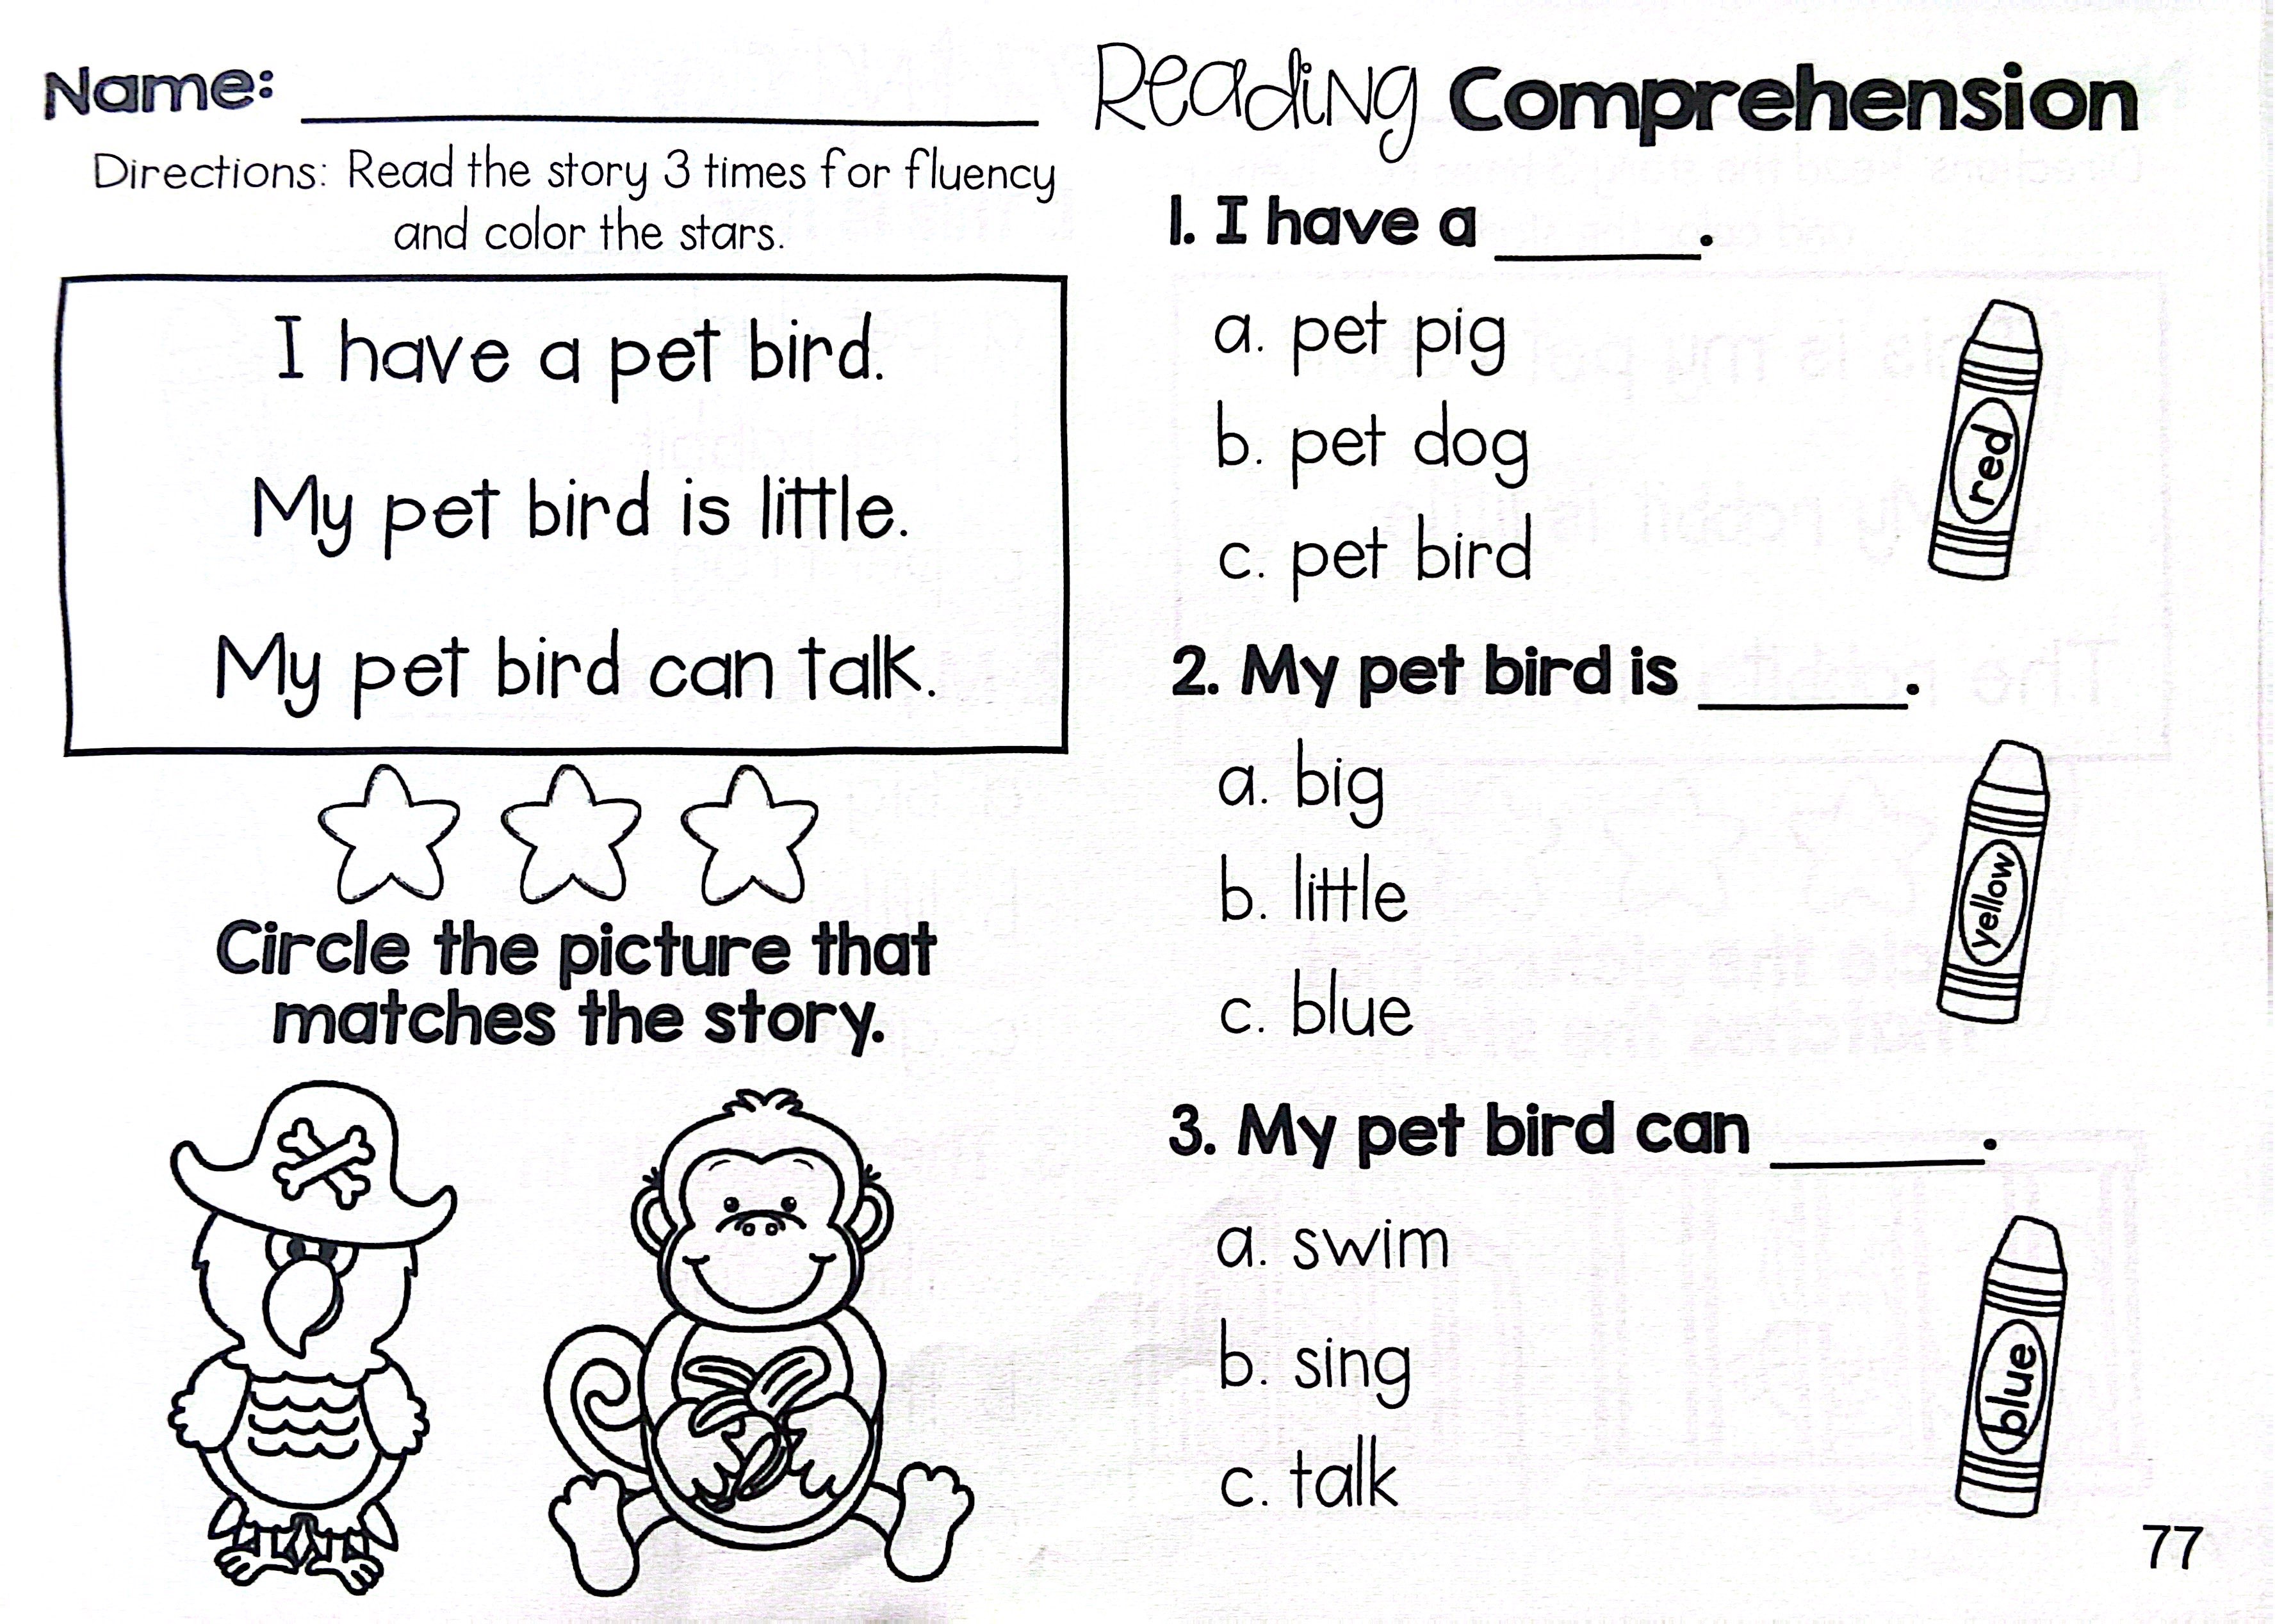 Name: ____________
Directions: Read the story 3 times for fluency
and color the stars.
I have a pet bird.
My pet bird is little.
My pet bird can talk.
Circle the picture that
matches the story.
Reading Comprehension
1. I have a ______.
a. pet pig
b. pet dog
c. pet bird
red
2. My pet bird is ______.
a. big
b. little
c. blue
yellow
3. My pet bird can ______.
a. swim
b. sing
c. talk
blue
77